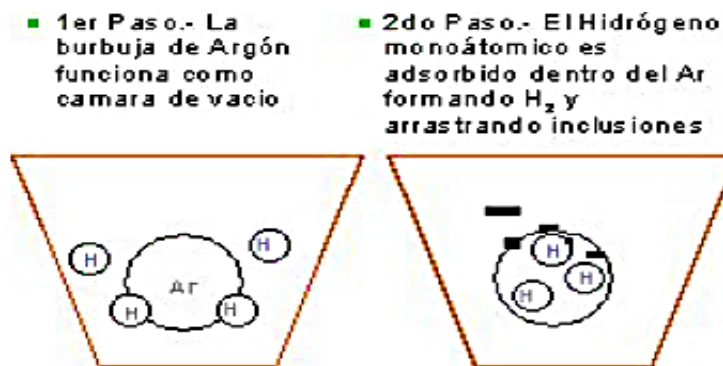 1er Paso.- La
burbuja de Argón
funciona como
camara de vacio
2do Paso.- El Hidrógeno
monoátomico es
adsorbido dentro del Ar
formando H₂ y
arrastrando inclusiones
H
H
Ar
H
H
H
H
H